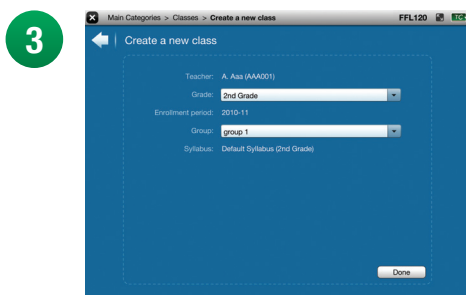 3
Main Categories > Classes > Create a new class FFL120 TC
Create a new class
Teacher: A. Aaa (AAA001)
Grade: 2nd Grade
Enrollment period: 2010-11
Group: group 1
Syllabus: Default Syllabus (2nd Grade)
Done